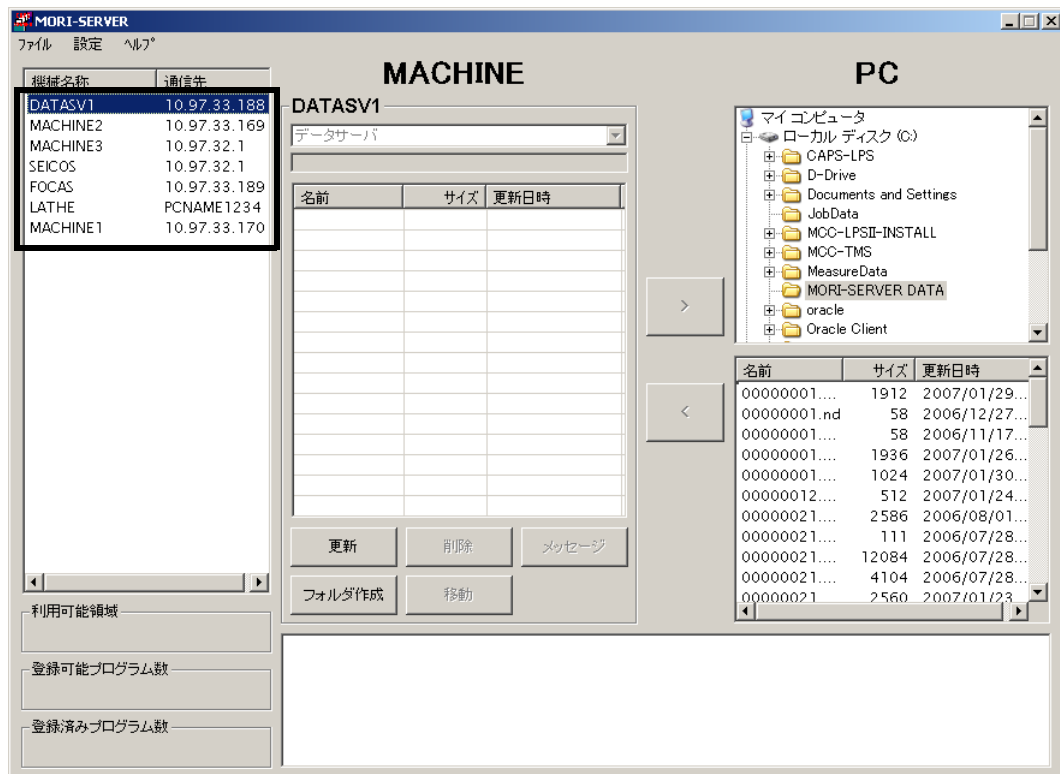 MORI-SERVER
ファイル 設定 ヘルプ
機械名称 通信先
DATASV1 10.97.33.188
MACHINE2 10.97.33.169
MACHINE3 10.97.32.1
SEICOS 10.97.32.1
FOCAS 10.97.33.189
LATHE PCNAME1234
MACHINE1 10.97.33.170
利用可能領域
登録可能プログラム数
登録済みプログラム数
MACHINE
DATASV1
データサーバ
名前 サイズ 更新日時
更新 削除 メッセージ
フォルダ作成 移動
>
<
PC
マイ コンピュータ
ローカル ディスク (C:)
CAPS-LPS
D-Drive
Documents and Settings
JobData
MCC-LPSII-INSTALL
MCC-TMS
MeasureData
MORI-SERVER DATA
oracle
Oracle Client
名前 サイズ 更新日時
00000001.... 1912 2007/01/29...
00000001.nd 58 2006/12/27...
00000001.... 58 2006/11/17...
00000001.... 1936 2007/01/26...
00000001.... 1024 2007/01/30...
00000012.... 512 2007/01/24...
00000021.... 2586 2006/08/01...
00000021.... 111 2006/07/28...
00000021.... 12084 2006/07/28...
00000021.... 4104 2006/07/28...
00000021 2560 2007/01/23